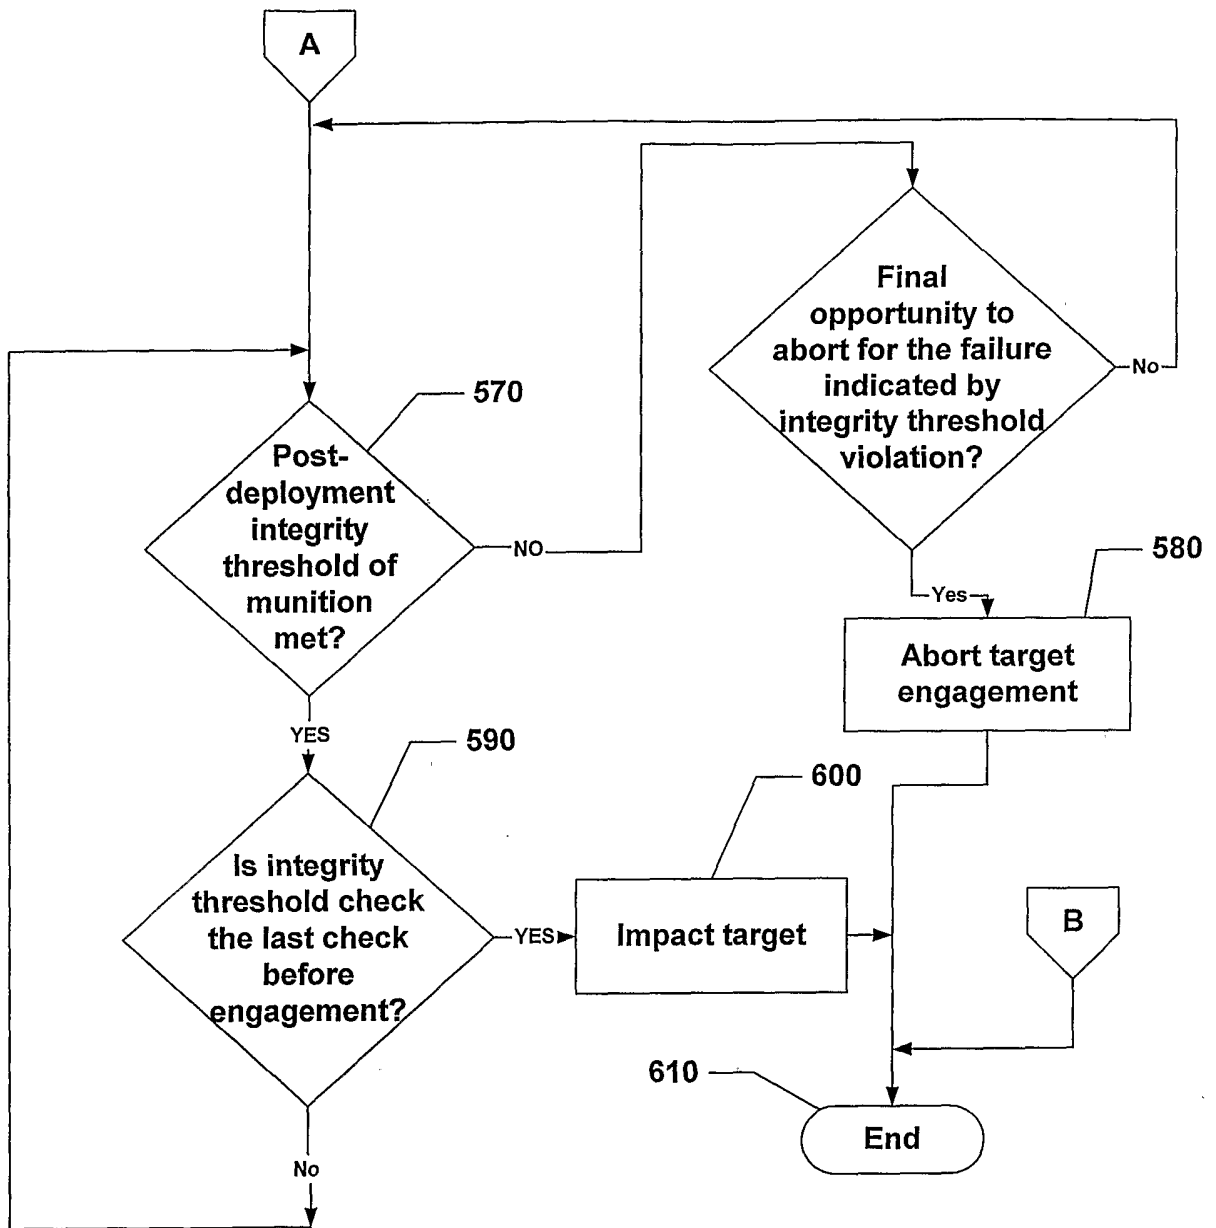 A
Final
opportunity to
abort for the failure
indicated by
integrity threshold
violation?
No
570
Post-
deployment
integrity
threshold of
munition
met?
NO
580
Yes
Abort target
engagement
YES
590
600
Is integrity
threshold check
the last check
before
engagement?
YES
Impact target
B
610
End
No